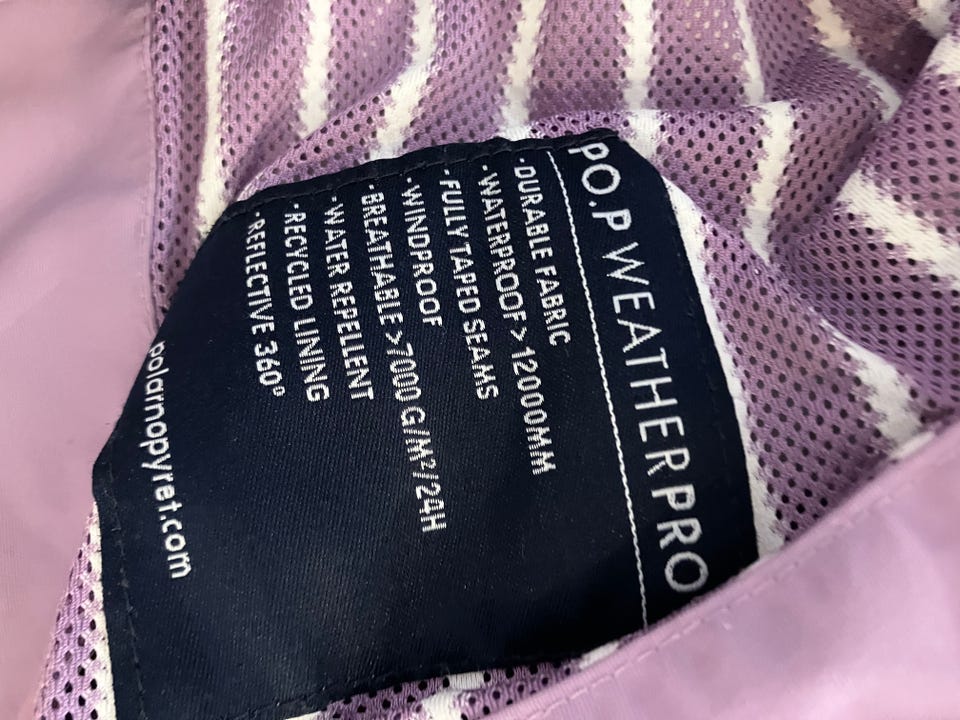 PO.P WEATHERPRO
·DURABLE FABRIC
·WATERPROOF>12000MM
·FULLY TAPED SEAMS
·WINDPROOF
·BREATHABLE>7000 G/M²/24H
·WATER REPELLENT
·RECYCLED LINING
·REFLECTIVE 360°
polarnopyret.com